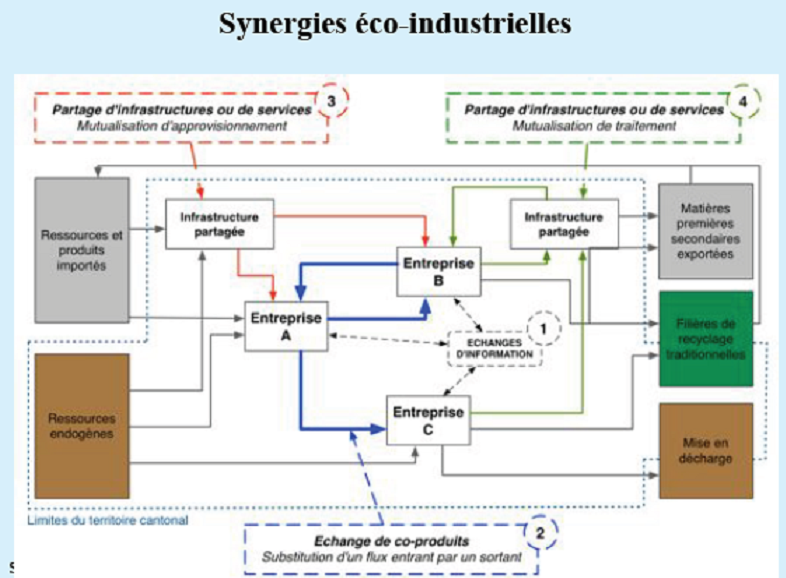 Synergies éco-industrielles
Partage d'infrastructures ou de services
Mutualisation d'approvisionnement
3
Partage d'infrastructures ou de services
Mutualisation de traitement
4
Ressources et
produits
importés
Infrastructure
partagée
Infrastructure
partagée
Matières
premières
secondaires
exportées
Entreprise
B
Entreprise
A
1
ECHANGES
D'INFORMATION
Filières de
recyclage
traditionnelles
Ressources
endogènes
Entreprise
C
Mise en
décharge
Limites du territoire cantonal
Echange de co-produits
Substitution d'un flux entrant par un sortant
2